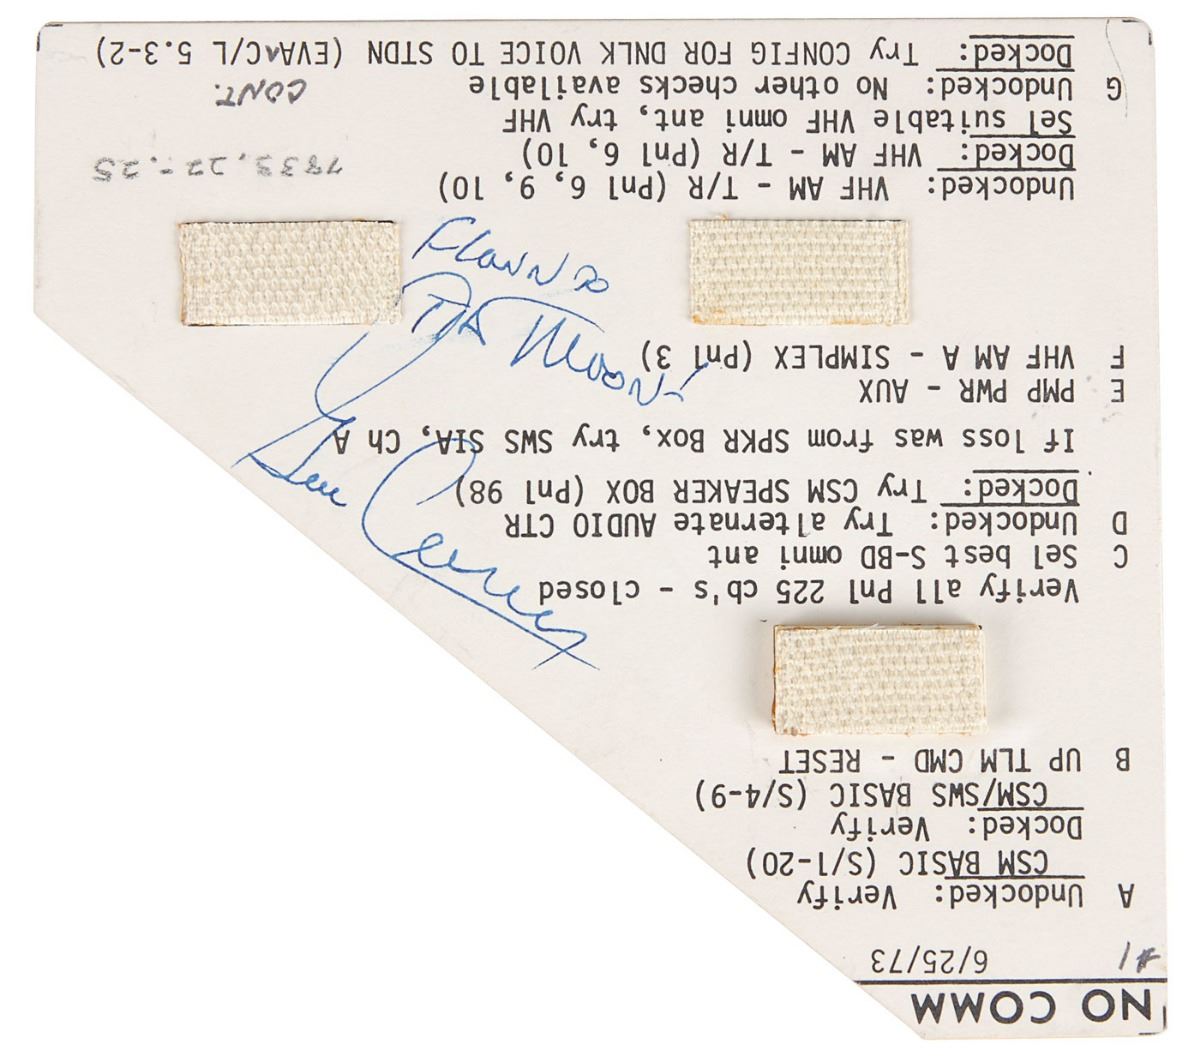 NO COMM
#1 6/25/73
A Undocked: Verify
CSM BASIC (S/1-20)
Docked: Verify
CSM/SWS BASIC (S/4-9)
B UP TLM CMD - RESET
Verify all Pnl 225 cb's - closed
C Sel best S-BD omni ant
D Undocked: Try alternate AUDIO CTR
Docked: Try CSM SPEAKER BOX (Pnl 98)
If loss was from SPKR Box, try SWS SIA, Ch A
E PMP PWR - AUX
F VHF AM A - SIMPLEX (Pnl 3)
Undocked: VHF AM - T/R (Pnl 6, 9, 10)
Docked: VHF AM - T/R (Pnl 6, 10)
Sel suitable VHF omni ant, try VHF
G Undocked: No other checks available
CONT.
Docked: Try CONFIG FOR DNLK VOICE TO STDN (EVA^C/L 5.3-2)
Flown to
The Moon!
Gene Cernan